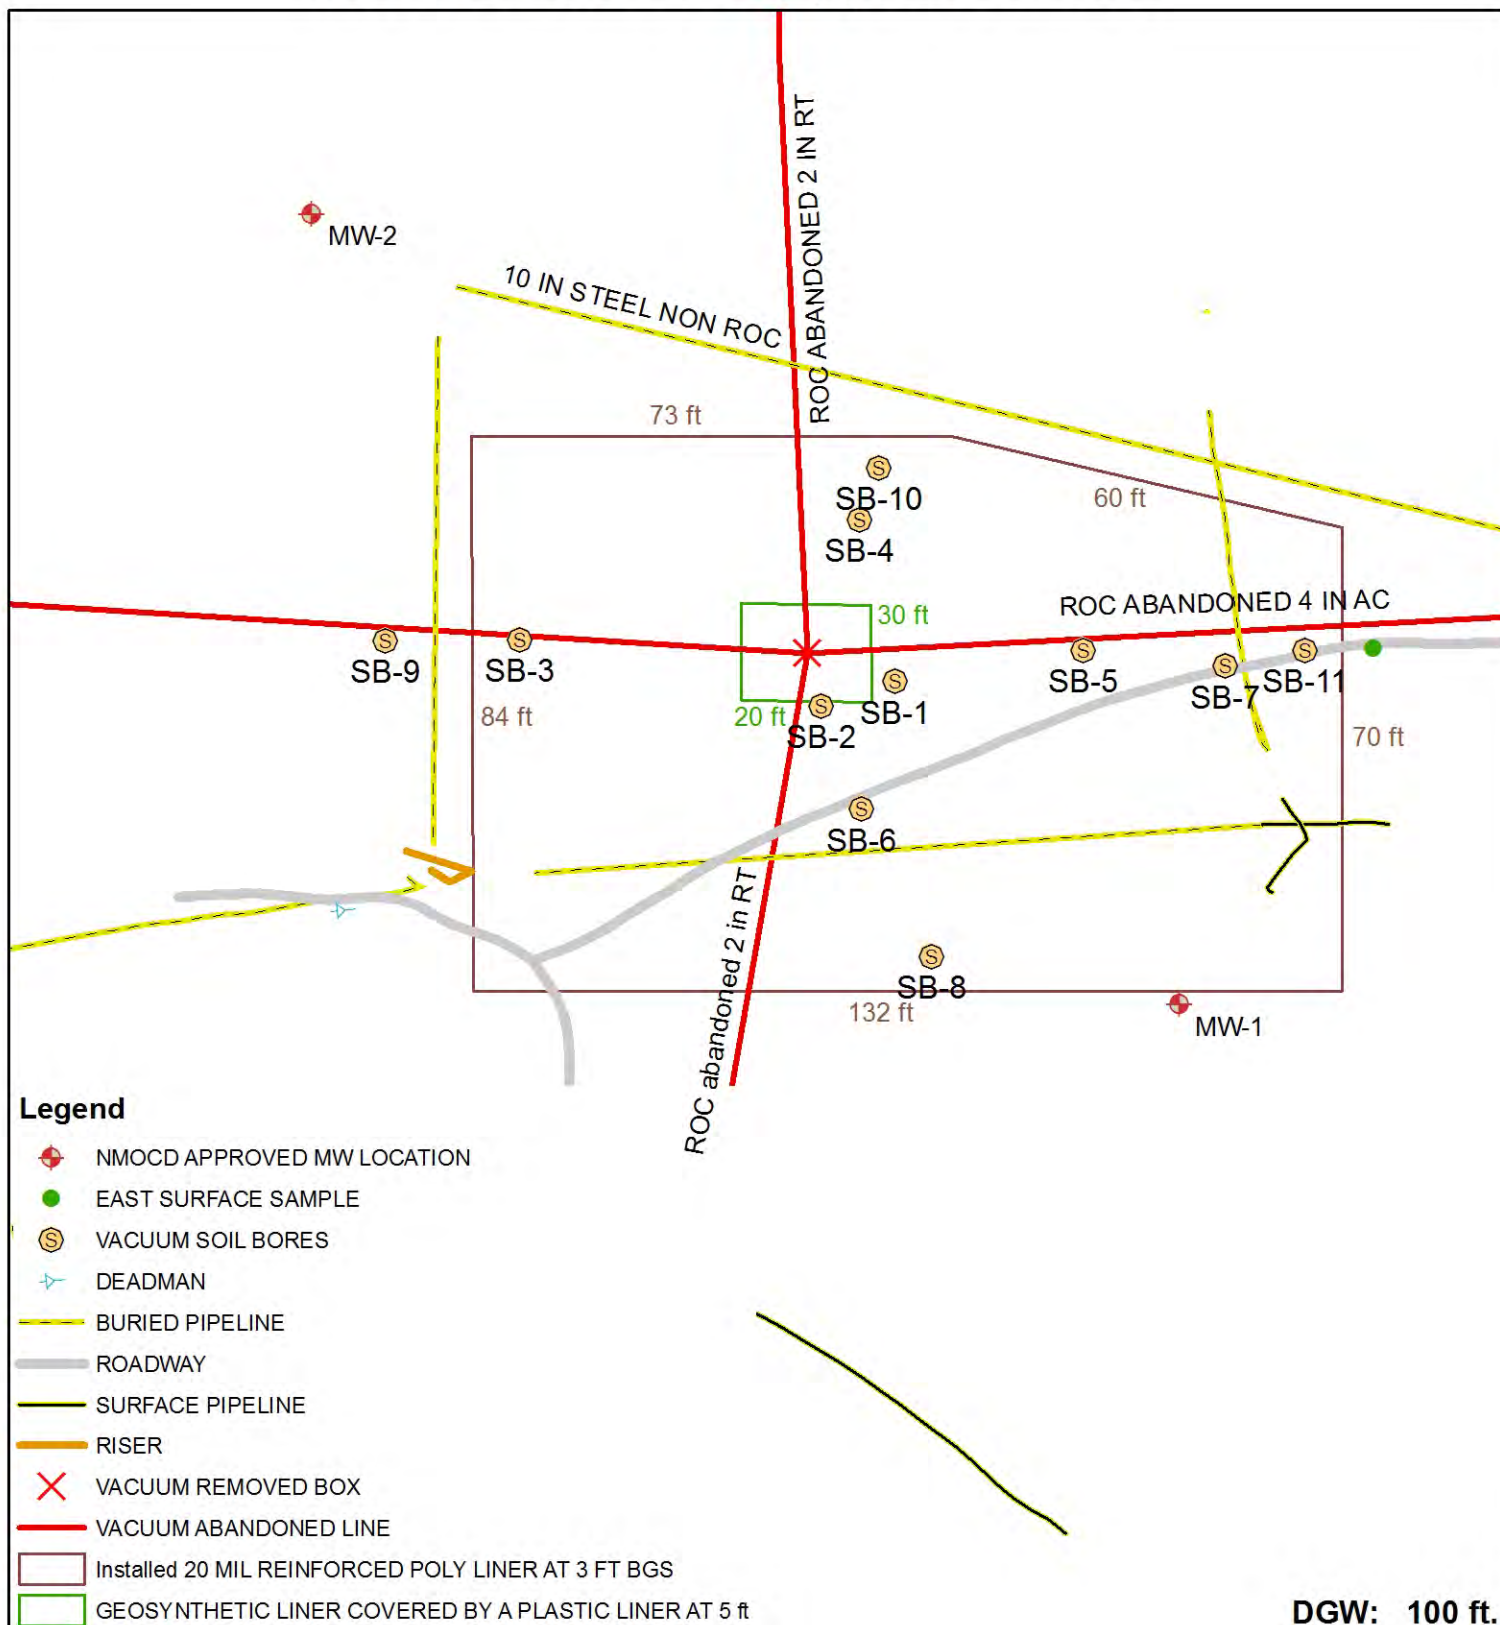 ROC ABANDONED 2 IN RT
MW-2
10 IN STEEL NON ROC
73 ft
SB-10
60 ft
SB-4
ROC ABANDONED 4 IN AC
30 ft
SB-9
SB-3
SB-5
SB-7
SB-11
SB-1
84 ft
20 ft
SB-2
70 ft
SB-6
ROC abandoned 2 in RT
SB-8
132 ft
MW-1
Legend
NMOCD APPROVED MW LOCATION
EAST SURFACE SAMPLE
S VACUUM SOIL BORES
DEADMAN
BURIED PIPELINE
ROADWAY
SURFACE PIPELINE
RISER
VACUUM REMOVED BOX
VACUUM ABANDONED LINE
Installed 20 MIL REINFORCED POLY LINER AT 3 FT BGS
GEOSYNTHETIC LINER COVERED BY A PLASTIC LINER AT 5 ft
DGW: 100 ft.